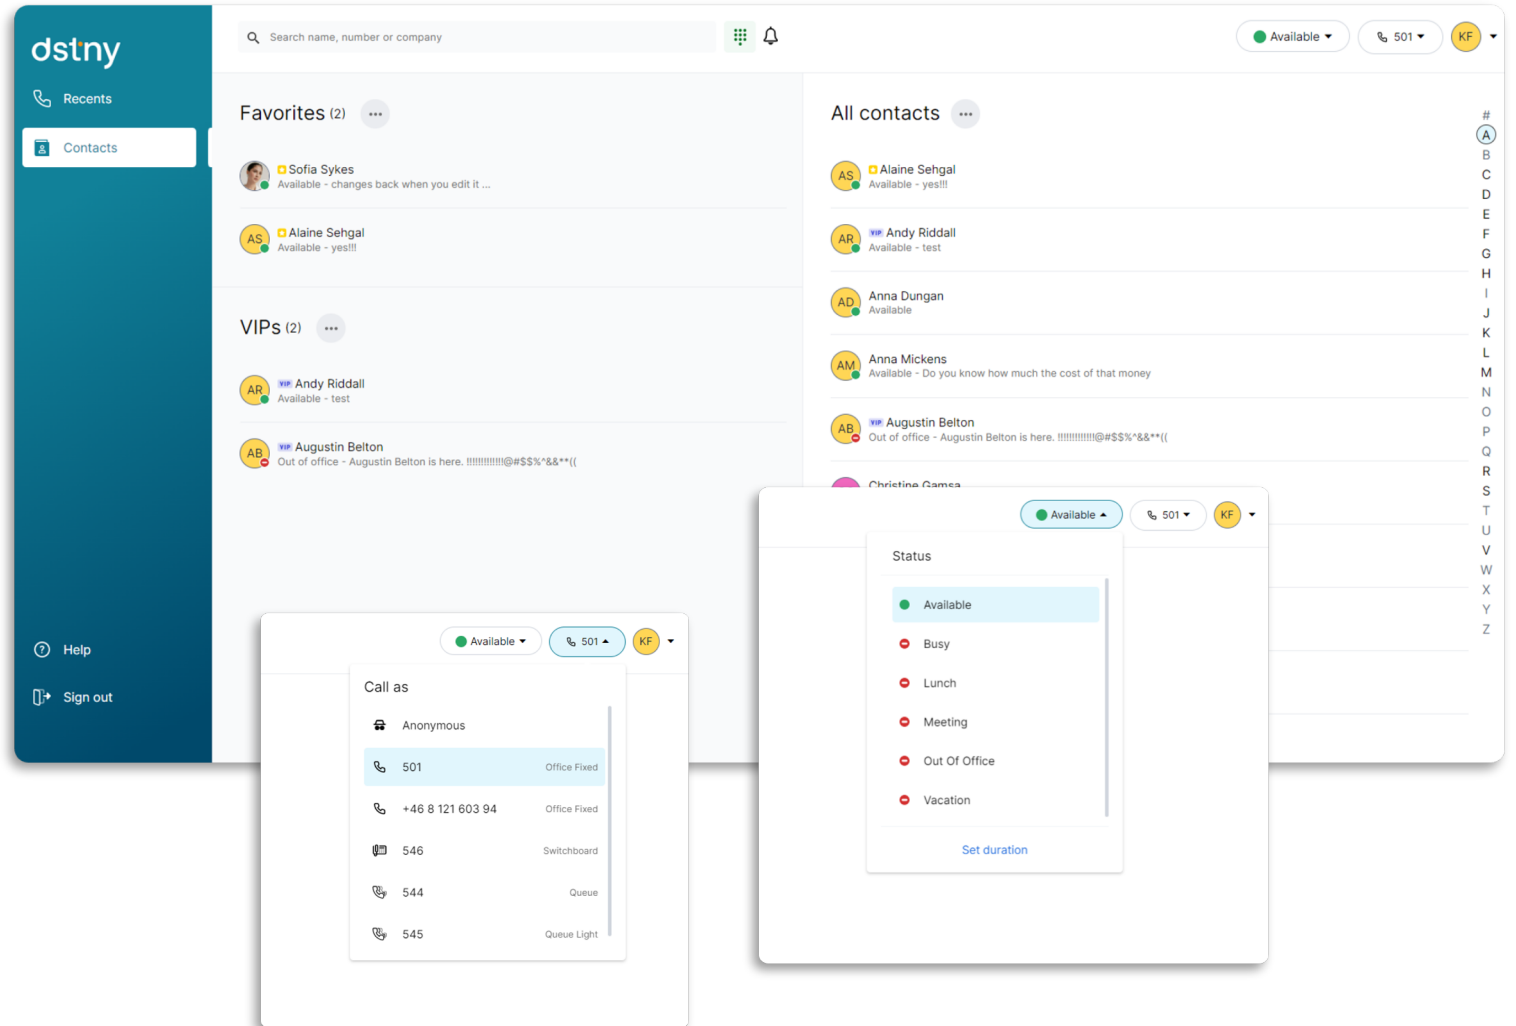 dstny
Search name, number or company
Available
501
KF
Recents
Contacts
Help
Sign out
Favorites (2)
Sofia Sykes
Available - changes back when you edit it ...
AS
Alaine Sehgal
Available - yes!!!
VIPs (2)
AR
VIP Andy Riddall
Available - test
AB
VIP Augustin Belton
Out of office - Augustin Belton is here. !!!!!!!!!!!!!@#$$%^&&**((
All contacts
AS
Alaine Sehgal
Available - yes!!!
AR
VIP Andy Riddall
Available - test
AD
Anna Dungan
Available
AM
Anna Mickens
Available - Do you know how much the cost of that money
AB
VIP Augustin Belton
Out of office - Augustin Belton is here. !!!!!!!!!!!!!@#$$%^&&**((
Christine Gamsa
#
A
B
C
D
E
F
G
H
I
J
K
L
M
N
O
P
Q
R
S
T
U
V
W
X
Y
Z
Available
501
KF
Call as
Anonymous
501 Office Fixed
+46 8 121 603 94 Office Fixed
546 Switchboard
544 Queue
545 Queue Light
Available
501
KF
Status
Available
Busy
Lunch
Meeting
Out Of Office
Vacation
Set duration